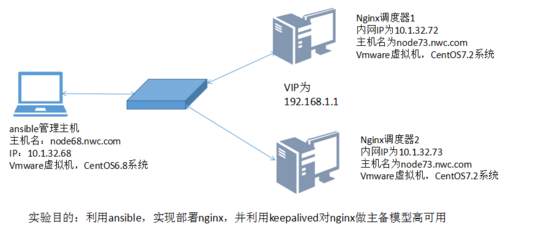 Nginx调度器1
内网IP为10.1.32.72
主机名为node73.nwc.com
Vmware虚拟机，CentOS7.2系统
VIP为
192.168.1.1
ansible管理主机
主机名：node68.nwc.com
IP：10.1.32.68
Vmware虚拟机，CentOS6.8系统
Nginx调度器2
内网IP为10.1.32.73
主机名为node73.nwc.com
Vmware虚拟机，CentOS7.2系统
实验目的：利用ansible，实现部署nginx，并利用keepalived对nginx做主备模型高可用